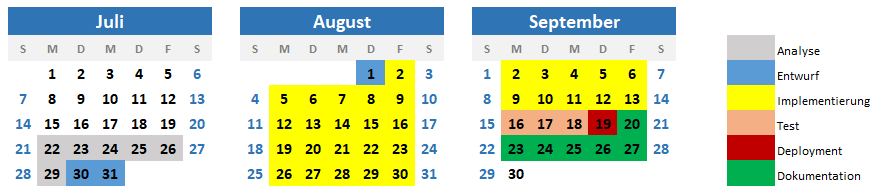 Juli August September
S M D M D F S S M D M D F S S M D M D F S
1 2 3 4 5 6 1 2 3 1 2 3 4 5 6 7
7 8 9 10 11 12 13 4 5 6 7 8 9 10 8 9 10 11 12 13 14 Analyse
14 15 16 17 18 19 20 11 12 13 14 15 16 17 15 16 17 18 19 20 21 Entwurf
21 22 23 24 25 26 27 18 19 20 21 22 23 24 22 23 24 25 26 27 28 Implementierung
28 29 30 31 25 26 27 28 29 30 31 29 30 Test
Deployment
Dokumentation